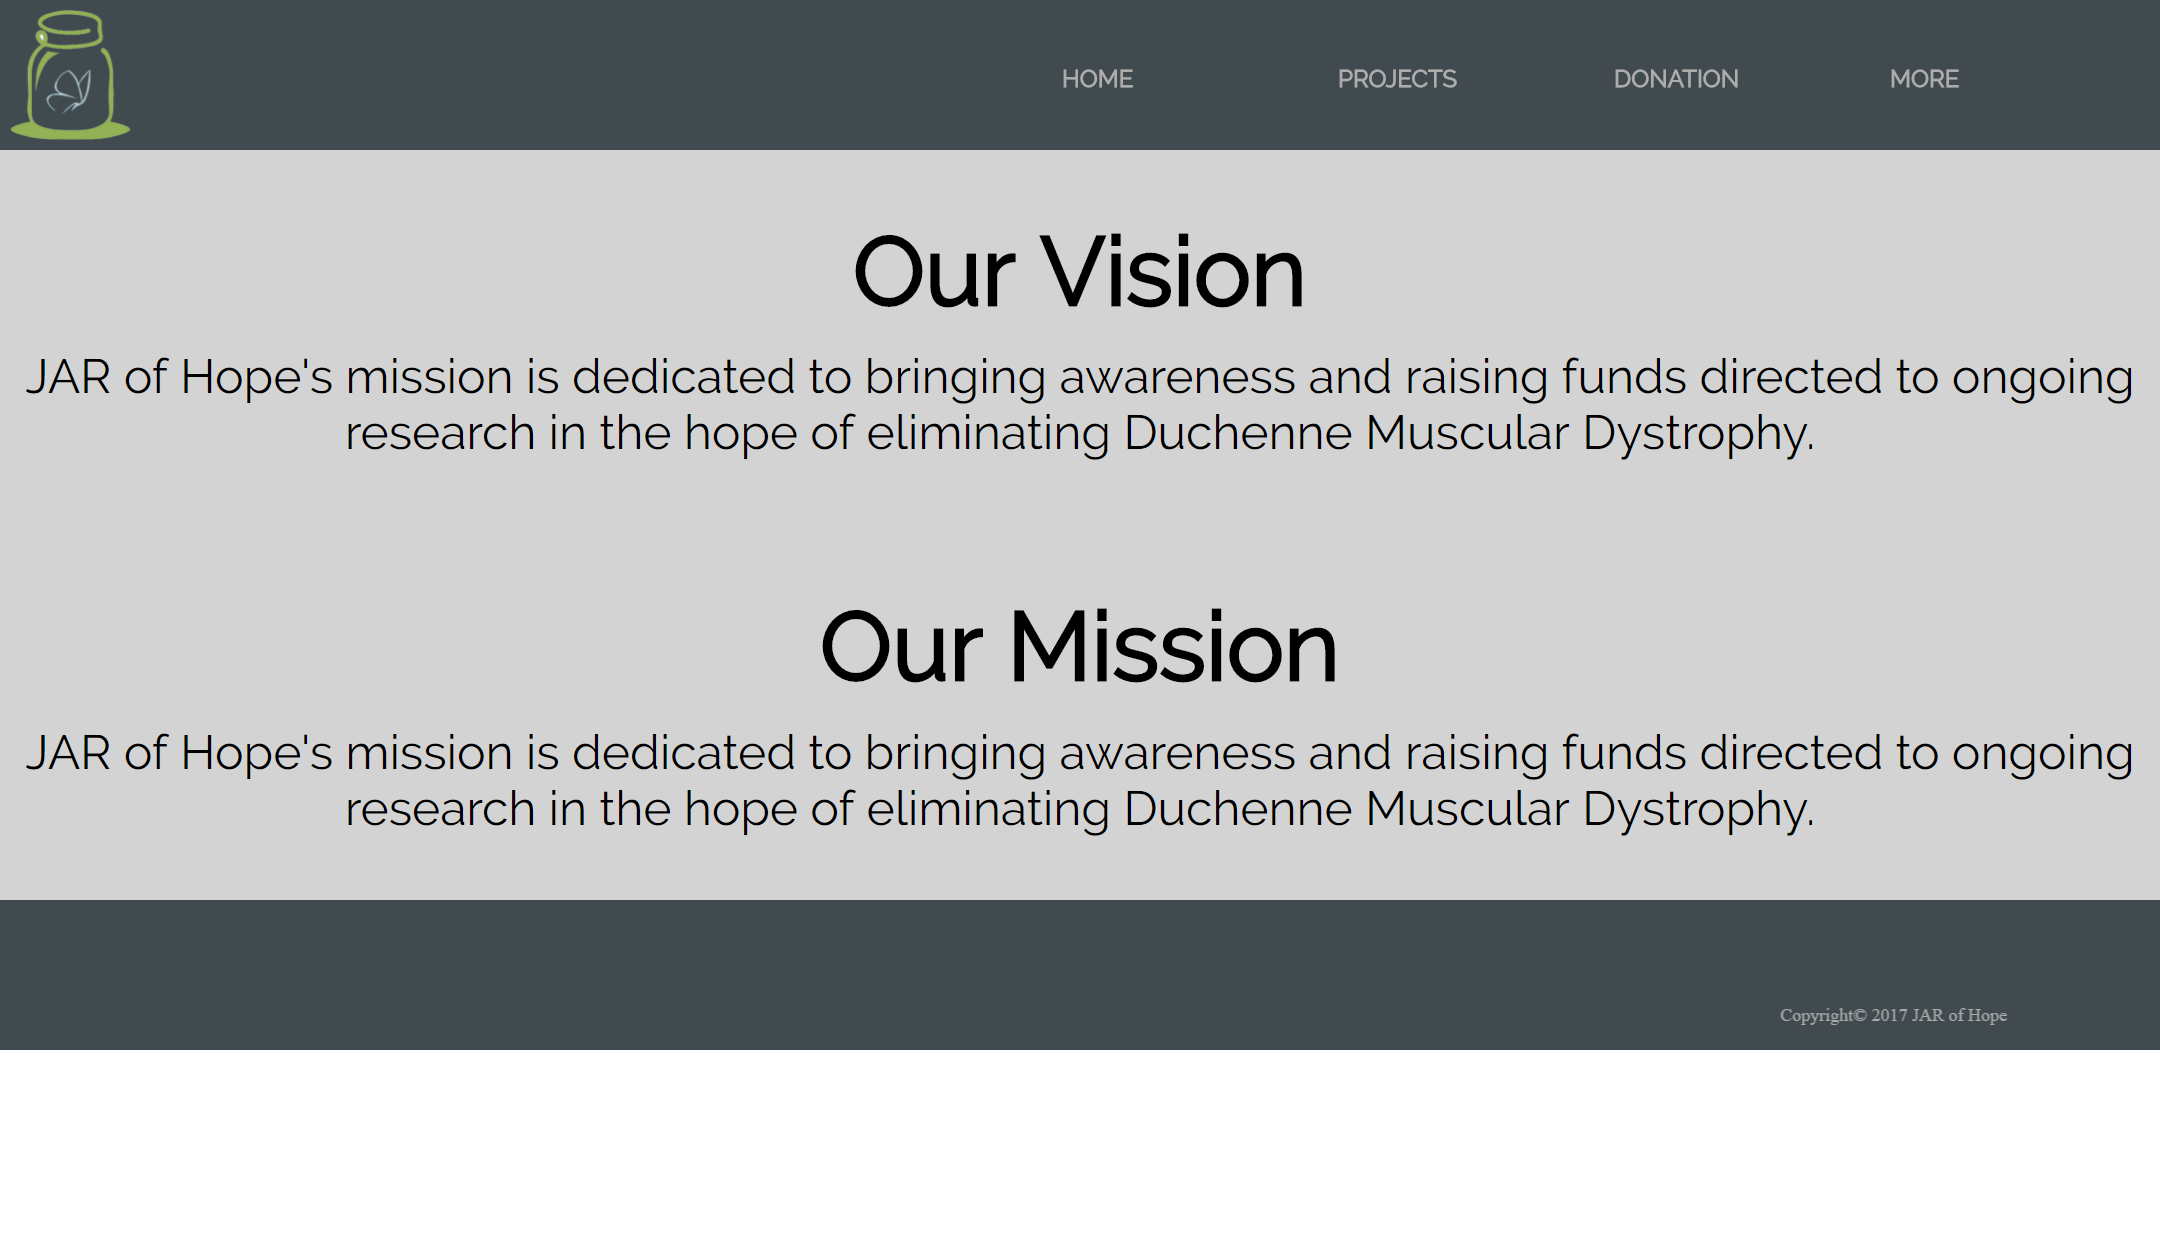 HOME PROJECTS DONATION MORE
Our Vision
JAR of Hope's mission is dedicated to bringing awareness and raising funds directed to ongoing
research in the hope of eliminating Duchenne Muscular Dystrophy.
Our Mission
JAR of Hope's mission is dedicated to bringing awareness and raising funds directed to ongoing
research in the hope of eliminating Duchenne Muscular Dystrophy.
Copyright© 2017 JAR of Hope